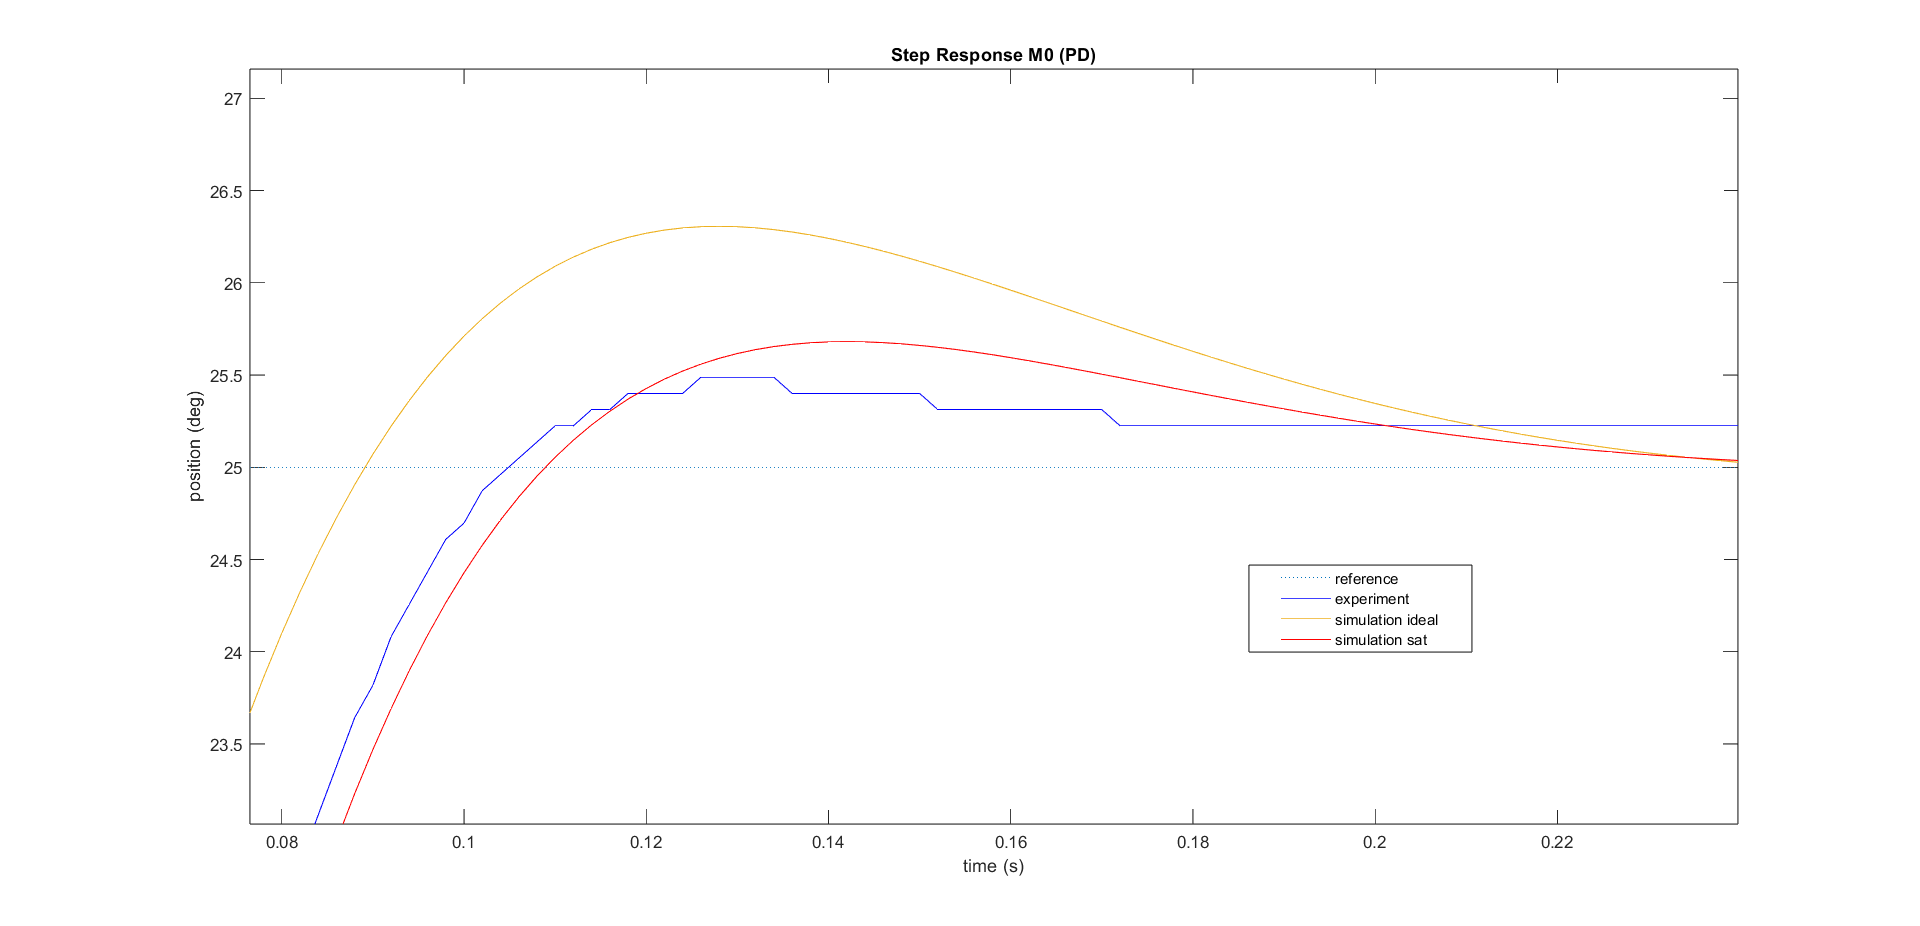 Step Response M0 (PD)
27
26.5
26
25.5
25
24.5
24
23.5
position (deg)
reference
experiment
simulation ideal
simulation sat
0.08 0.1 0.12 0.14 0.16 0.18 0.2 0.22
time (s)